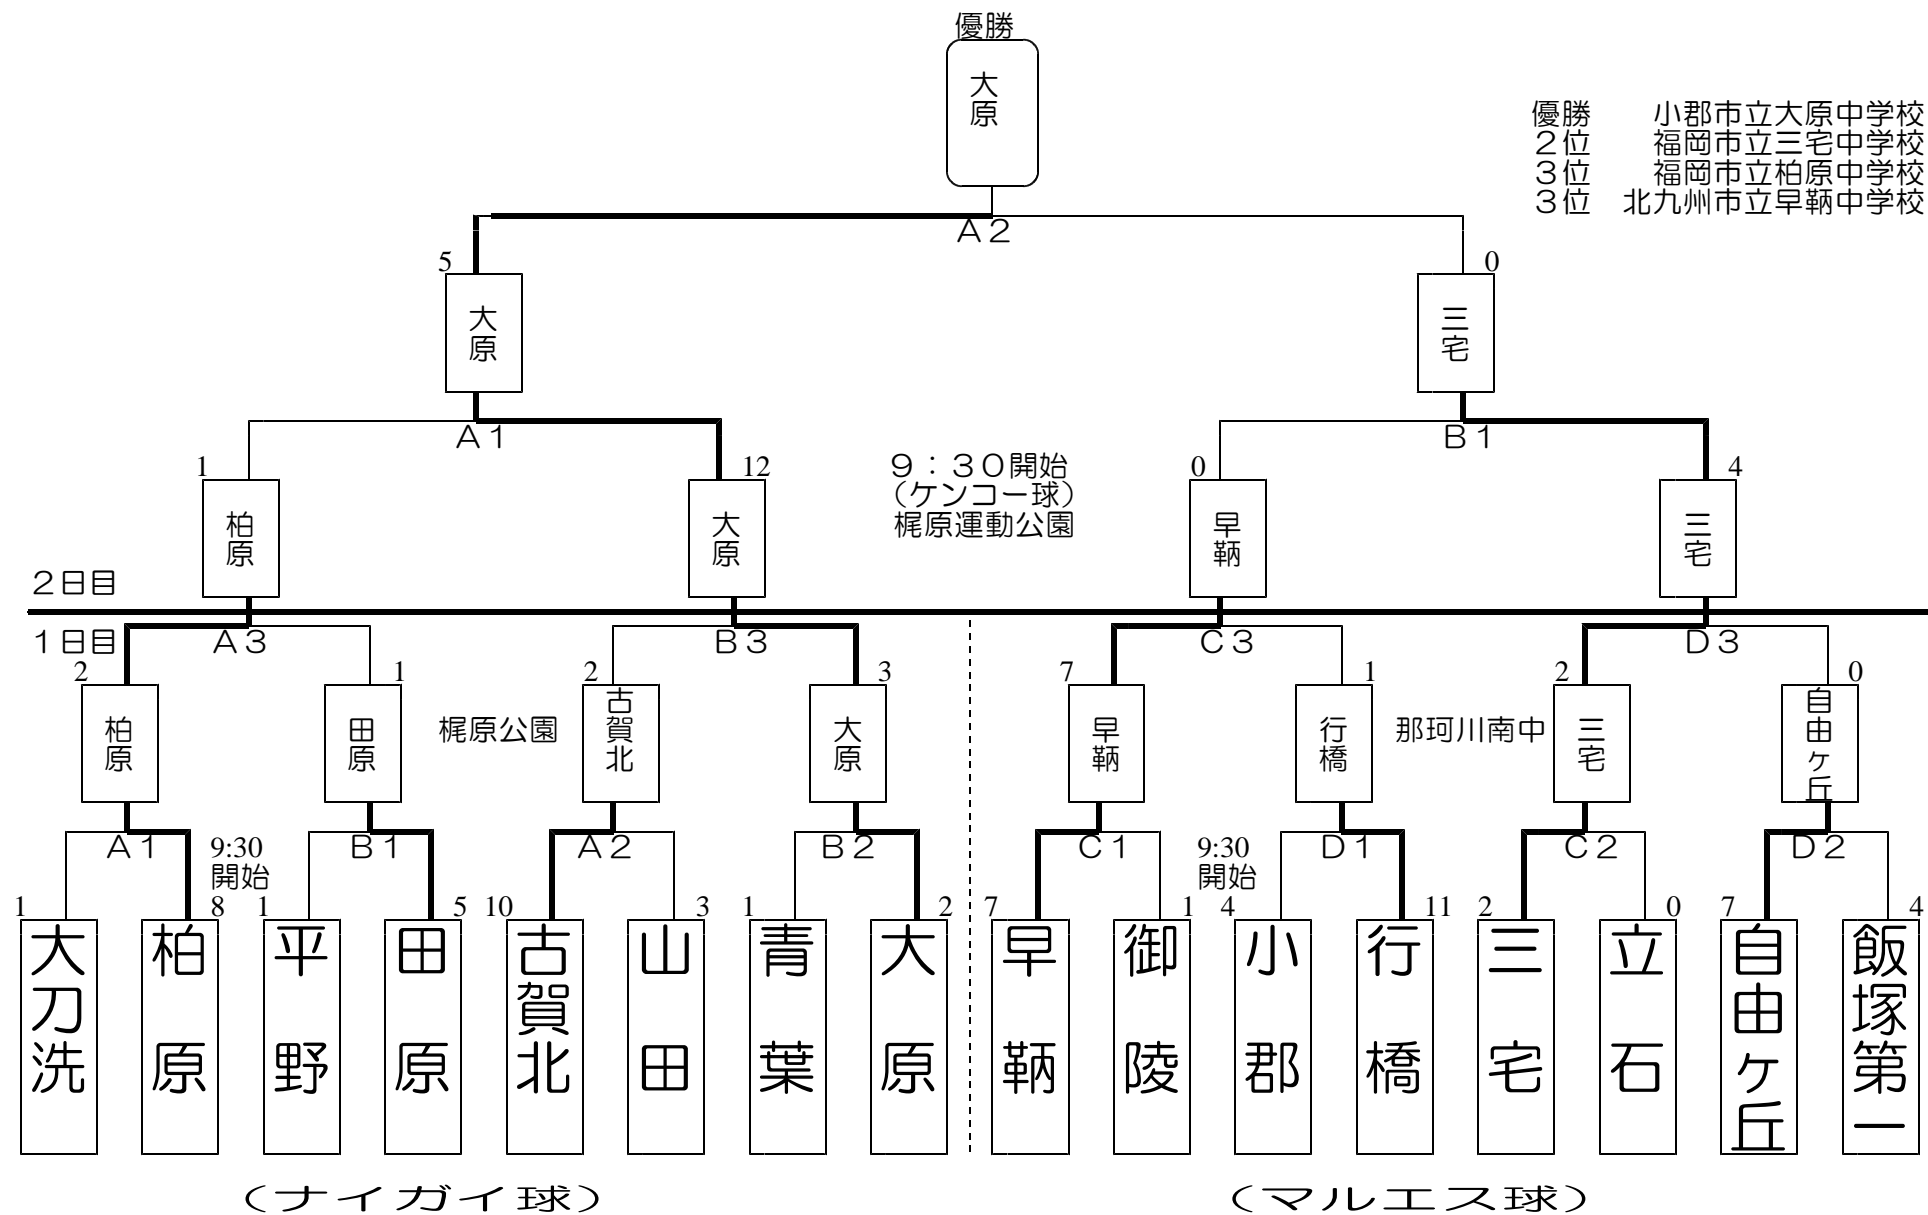 優勝
大原
優勝 小郡市立大原中学校
2位 福岡市立三宅中学校
3位 福岡市立柏原中学校
3位 北九州市立早鞆中学校
A2
5
0
大原
三宅
A1
B1
1
12
9：30開始
0
4
（ケンコー球）
梶原運動公園
柏原
大原
早鞆
三宅
2日目
1日目
A3
B3
C3
D3
2
1
2
3
7
1
2
0
柏原
田原
梶原公園
古賀北
大原
早鞆
行橋
那珂川南中
三宅
自由ヶ丘
A1
9:30
開始
B1
A2
B2
C1
9:30
開始
D1
C2
D2
1
8
1
5
10
3
1
2
7
1
4
11
2
0
7
4
大刀洗
柏原
平野
田原
古賀北
山田
青葉
大原
早鞆
御陵
小郡
行橋
三宅
立石
自由ヶ丘
飯塚第一
（ナイガイ球）
（マルエス球）